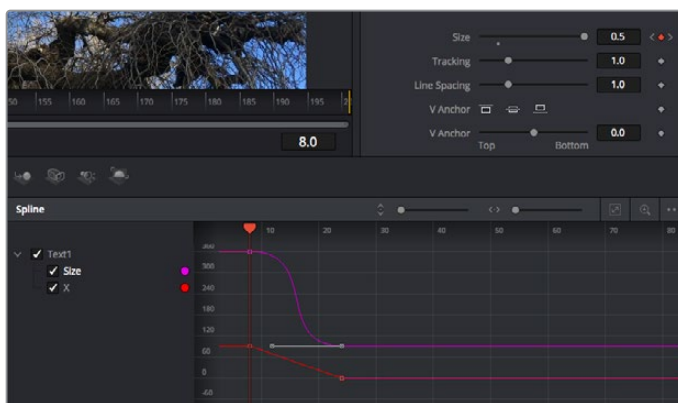 Size 0.5
Tracking 1.0
Line Spacing 1.0
V Anchor
V Anchor 0.0
Top Bottom
155 160 165 170 175 180 185 190 195
8.0
Spline
10 20 30 40 50 60 70 80
Text1
Size
X
360
300
240
180
120
60
0
-60